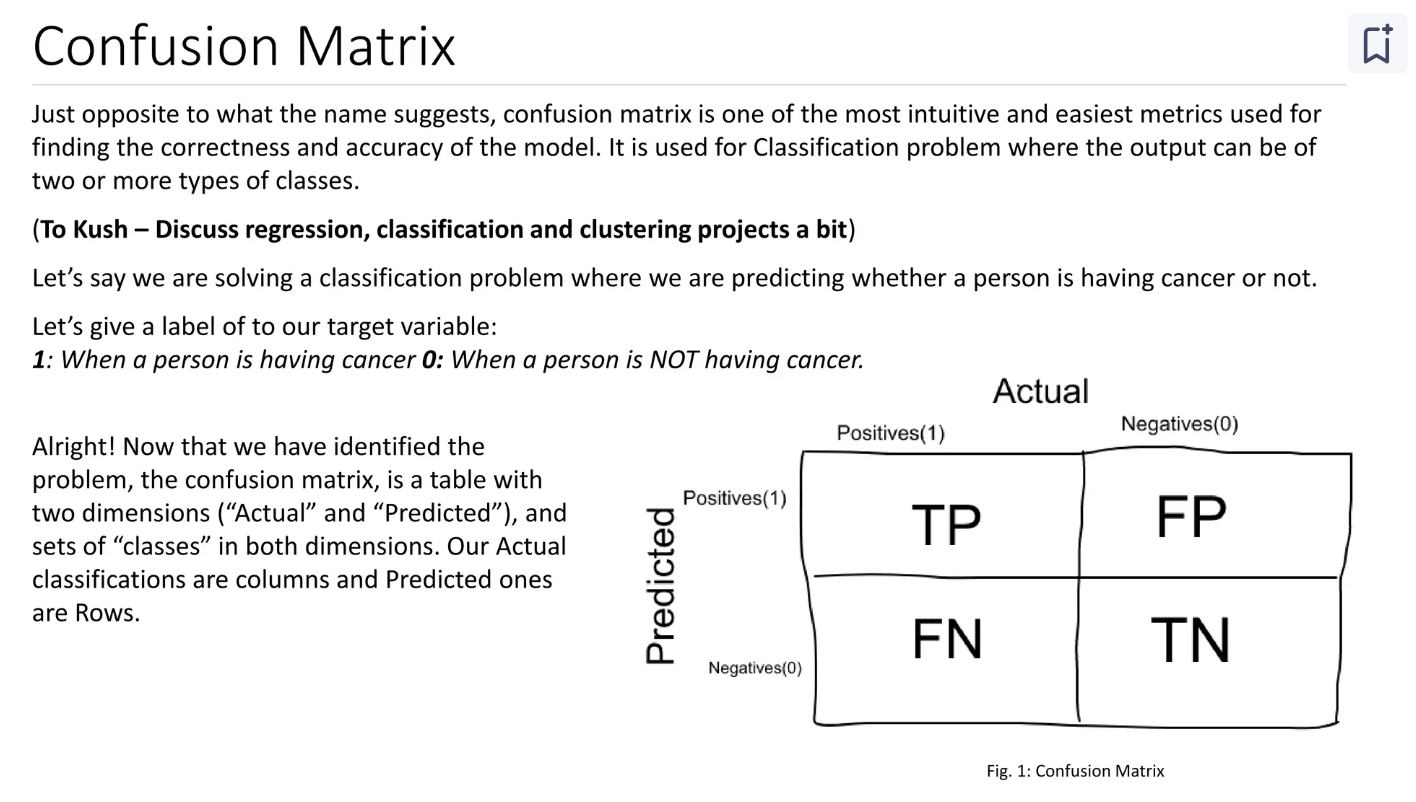 Confusion Matrix
Just opposite to what the name suggests, confusion matrix is one of the most intuitive and easiest metrics used for
finding the correctness and accuracy of the model. It is used for Classification problem where the output can be of
two or more types of classes.
(To Kush – Discuss regression, classification and clustering projects a bit)
Let’s say we are solving a classification problem where we are predicting whether a person is having cancer or not.
Let’s give a label of to our target variable:
1: When a person is having cancer 0: When a person is NOT having cancer.
Alright! Now that we have identified the
problem, the confusion matrix, is a table with
two dimensions (“Actual” and “Predicted”), and
sets of “classes” in both dimensions. Our Actual
classifications are columns and Predicted ones
are Rows.
Actual
Positives(1)
Negatives(0)
Predicted
Positives(1)
TP
FP
Negatives(0)
FN
TN
Fig. 1: Confusion Matrix